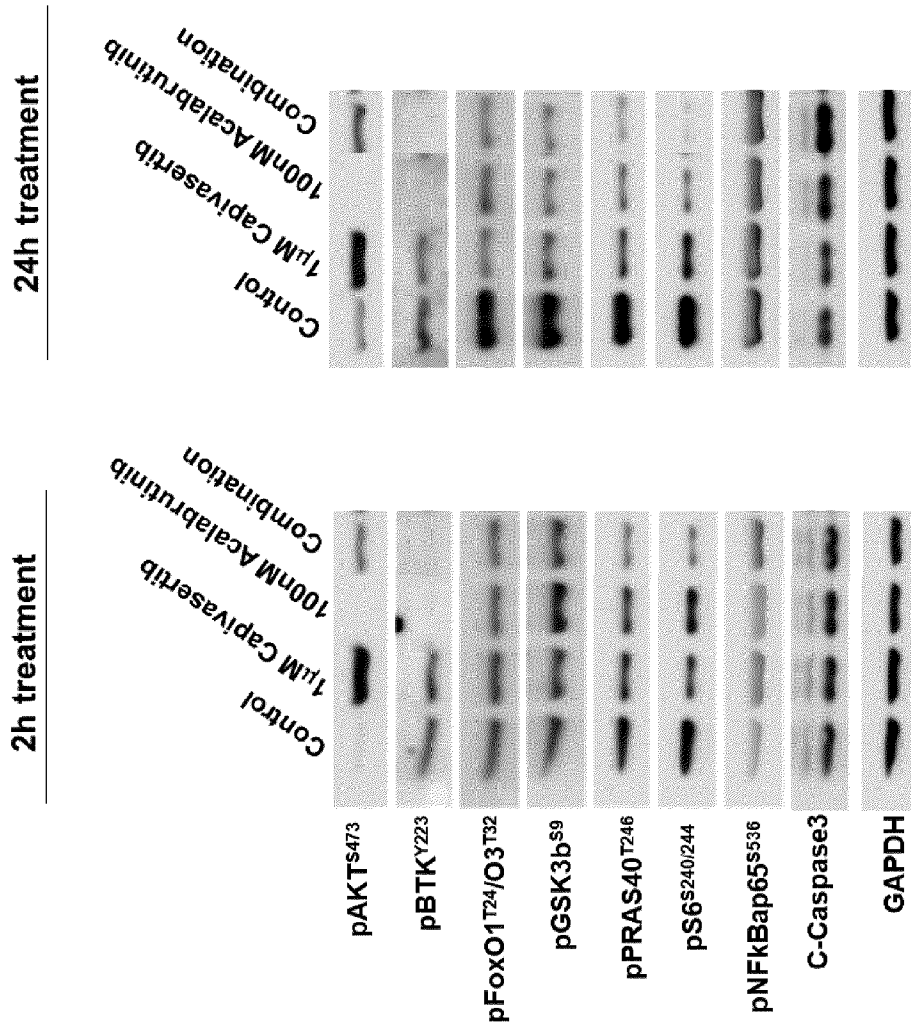 2h treatment
24h treatment
Control
1µM Capivasertib
100nM Acalabrutinib
Combination
Control
1µM Capivasertib
100nM Acalabrutinib
Combination
pAKTS473
pBTKY223
pFoxO1T24/O3T32
pGSK3bS9
pPRAS40T246
pS6S240/244
pNFkBap65S536
C-Caspase3
GAPDH